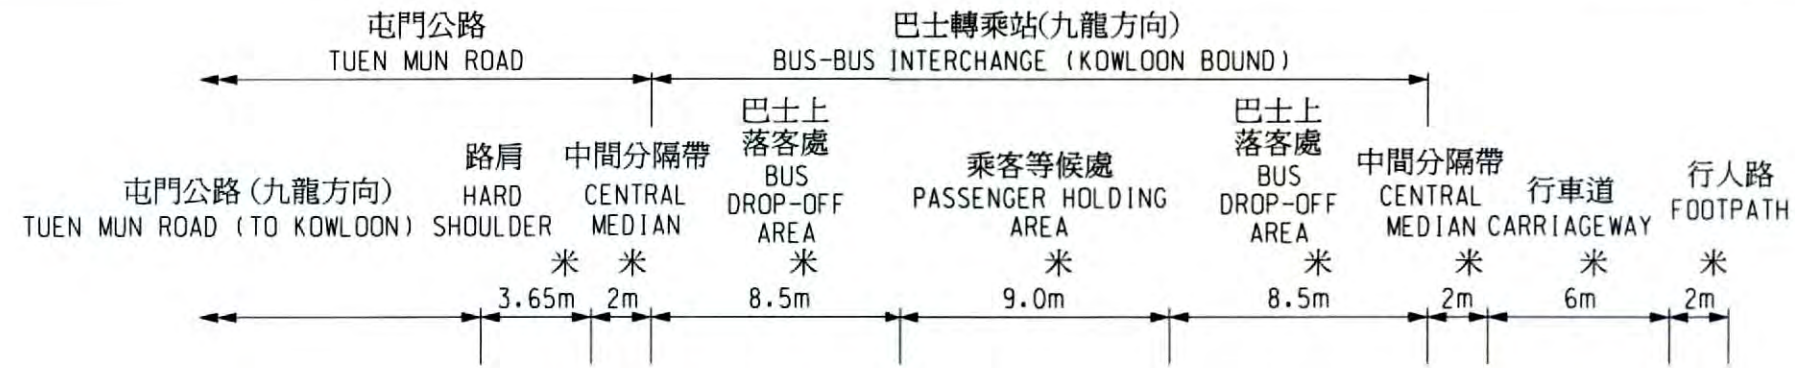 屯門公路
TUEN MUN ROAD
巴士轉乘站(九龍方向)
BUS-BUS INTERCHANGE (KOWLOON BOUND)
屯門公路 (九龍方向)
TUEN MUN ROAD (TO KOWLOON)
路肩
HARD
SHOULDER
米
3.65m
中間分隔帶
CENTRAL
MEDIAN
米
2m
巴士上
落客處
BUS
DROP-OFF
AREA
米
8.5m
乘客等候處
PASSENGER HOLDING
AREA
米
9.0m
巴士上
落客處
BUS
DROP-OFF
AREA
米
8.5m
中間分隔帶
CENTRAL
MEDIAN
米
2m
行車道
CARRIAGEWAY
米
6m
行人路
FOOTPATH
米
2m